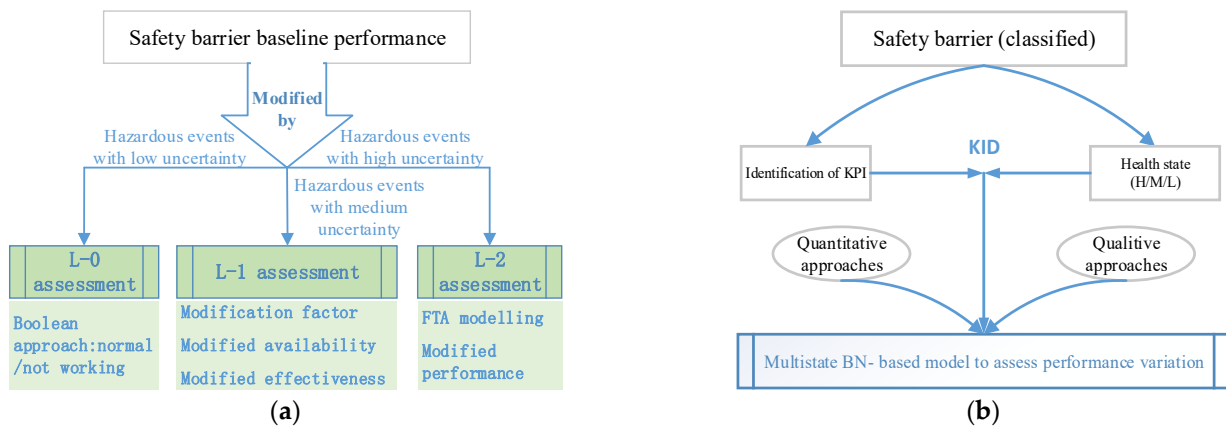 Safety barrier baseline performance
Modified
by
Hazardous events
with low uncertainty
Hazardous events
with high uncertainty
Hazardous events
with medium
uncertainty
L-0
assessment
L-1 assessment
L-2
assessment
Boolean
approach:normal
/not working
Modification factor
Modified availability
Modified effectiveness
FTA modelling
Modified
performance
(a)
Safety barrier (classified)
KID
Identification of KPI
Health state
(H/M/L)
Quantitative
approaches
Qualitive
approaches
Multistate BN- based model to assess performance variation
(b)